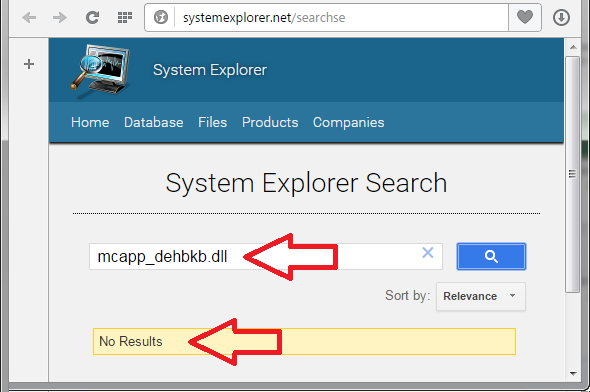 systemexplorer.net/searchse
System Explorer
Home Database Files Products Companies
System Explorer Search
mcapp_dehbkb.dll
Sort by: Relevance
No Results